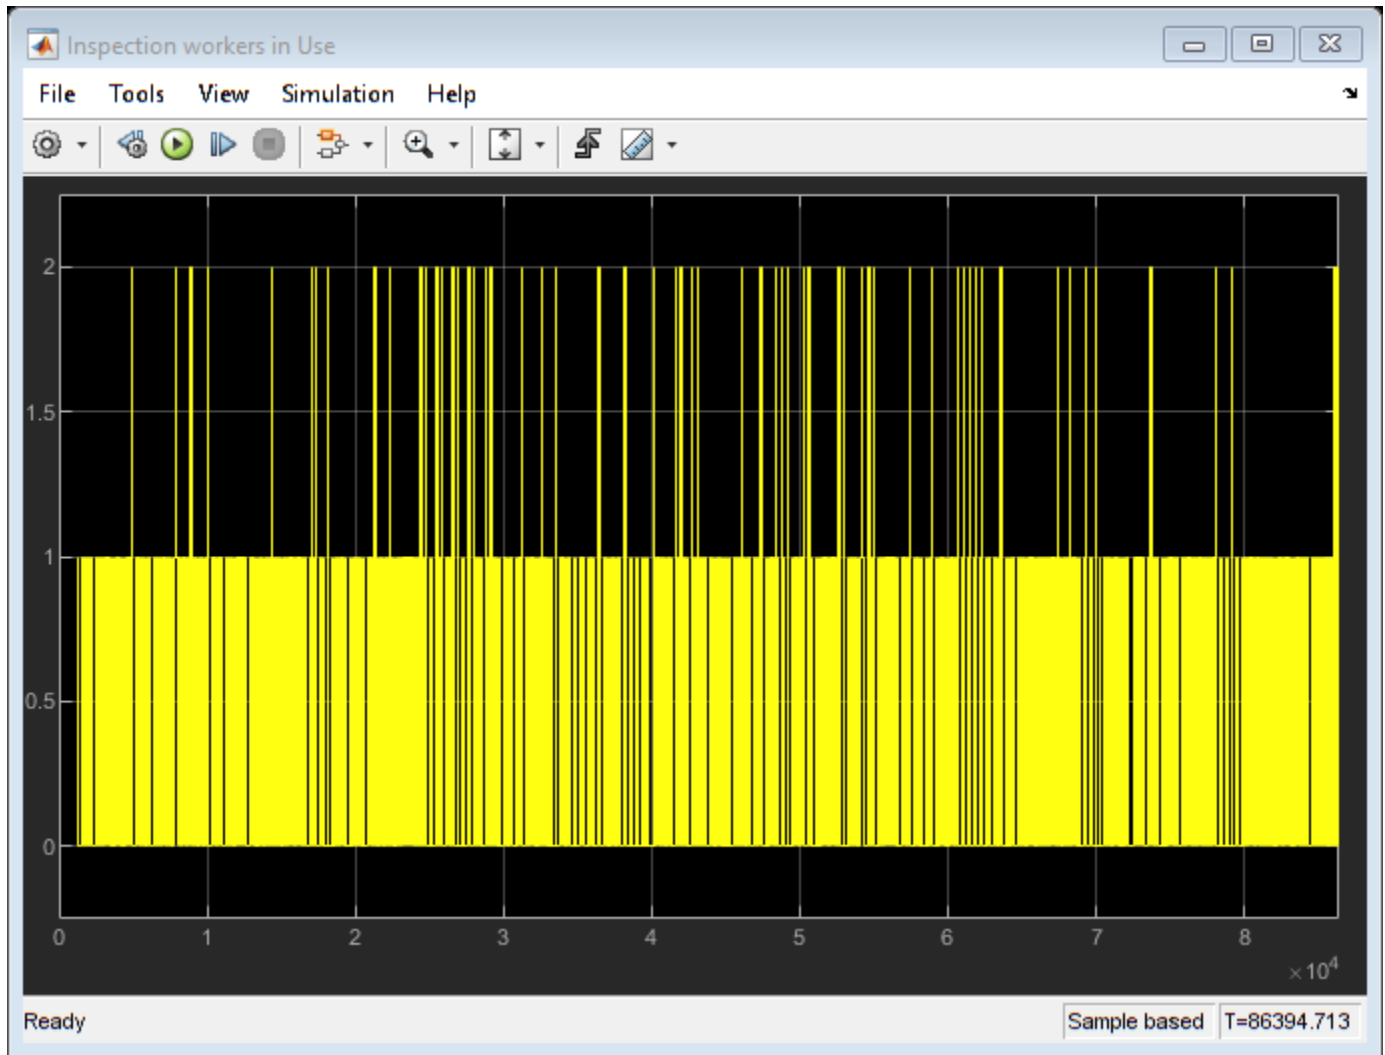 Inspection workers in Use
File Tools View Simulation Help
2
1.5
1
0.5
0
0 1 2 3 4 5 6 7 8
×10⁴
Ready Sample based T=86394.713